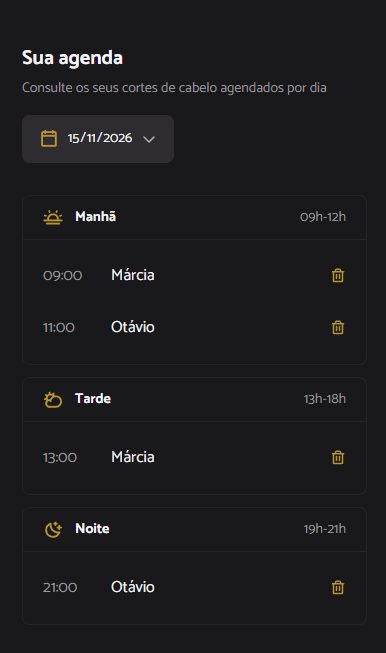 Sua agenda
Consulte os seus cortes de cabelo agendados por dia
15/11/2026
Manhã 09h-12h
09:00 Márcia
11:00 Otávio
Tarde 13h-18h
13:00 Márcia
Noite 19h-21h
21:00 Otávio